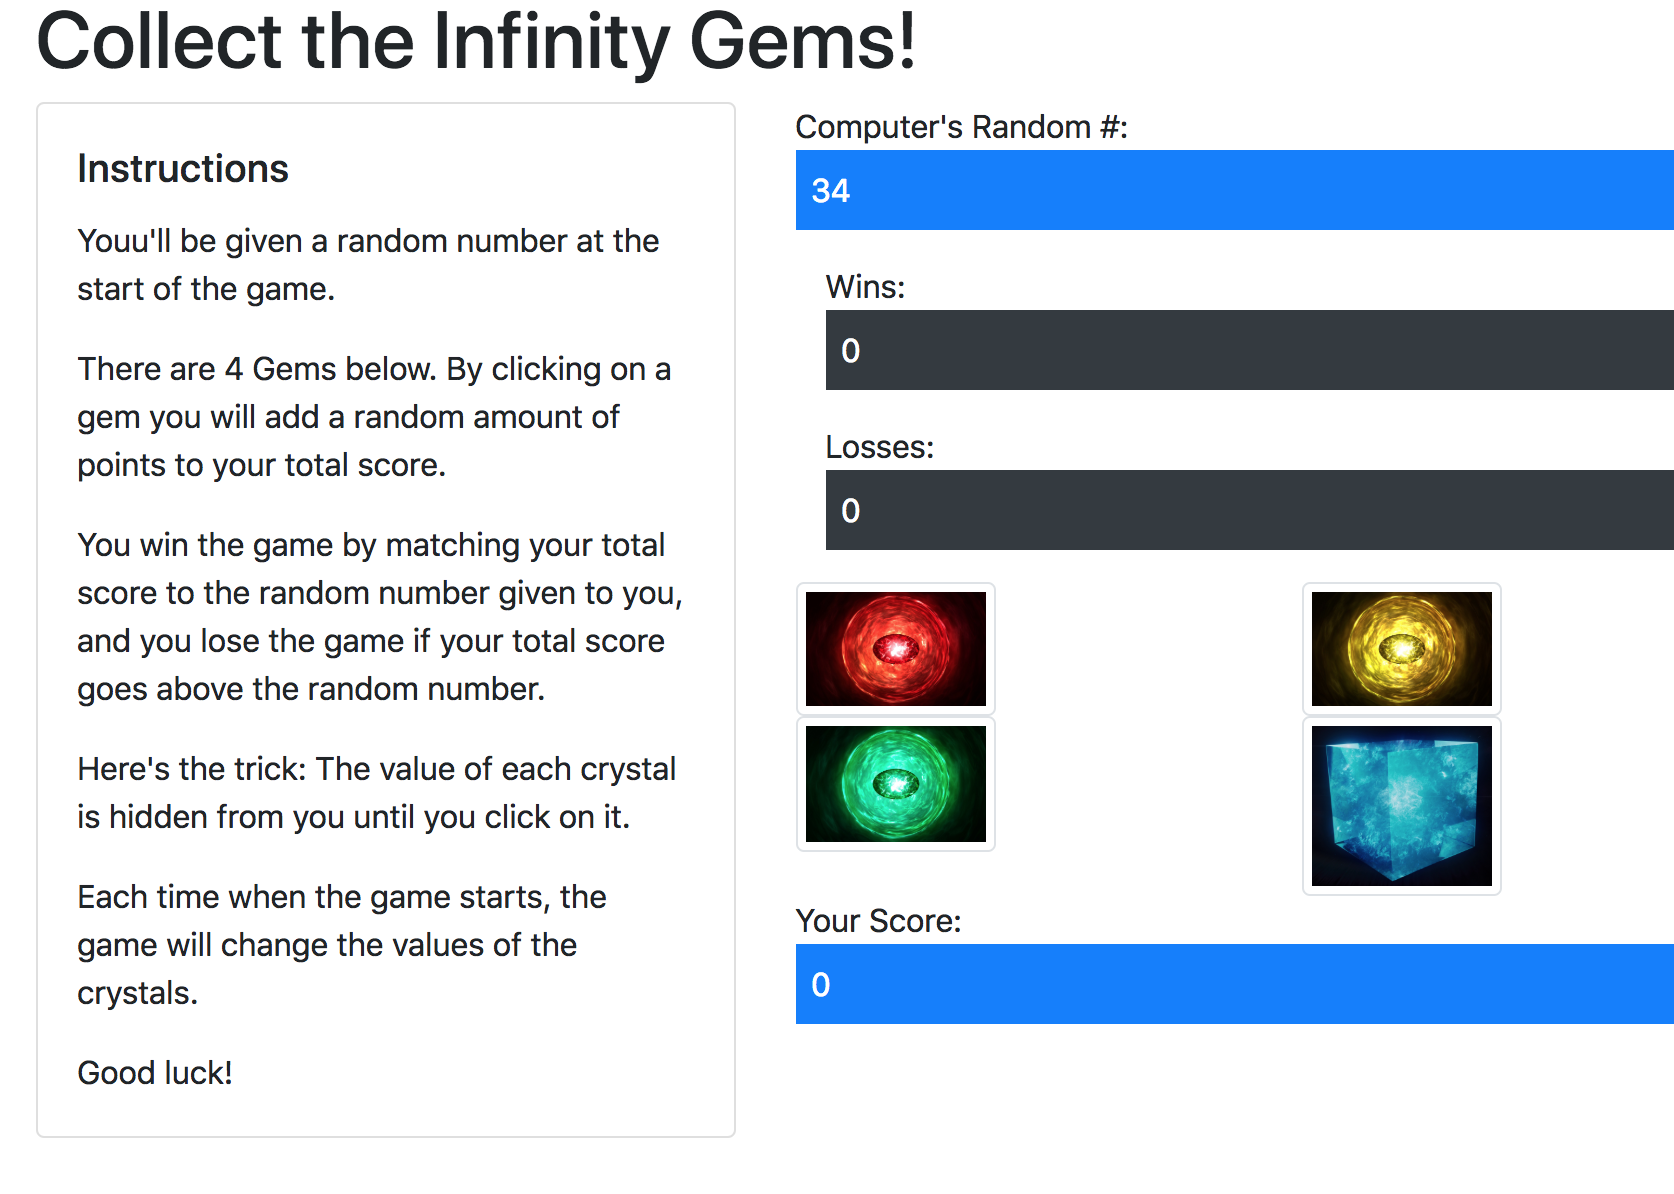 Collect the Infinity Gems!
Instructions
Youu'll be given a random number at the
start of the game.
There are 4 Gems below. By clicking on a
gem you will add a random amount of
points to your total score.
You win the game by matching your total
score to the random number given to you,
and you lose the game if your total score
goes above the random number.
Here's the trick: The value of each crystal
is hidden from you until you click on it.
Each time when the game starts, the
game will change the values of the
crystals.
Good luck!
Computer's Random #:
34
Wins:
0
Losses:
0
Your Score:
0